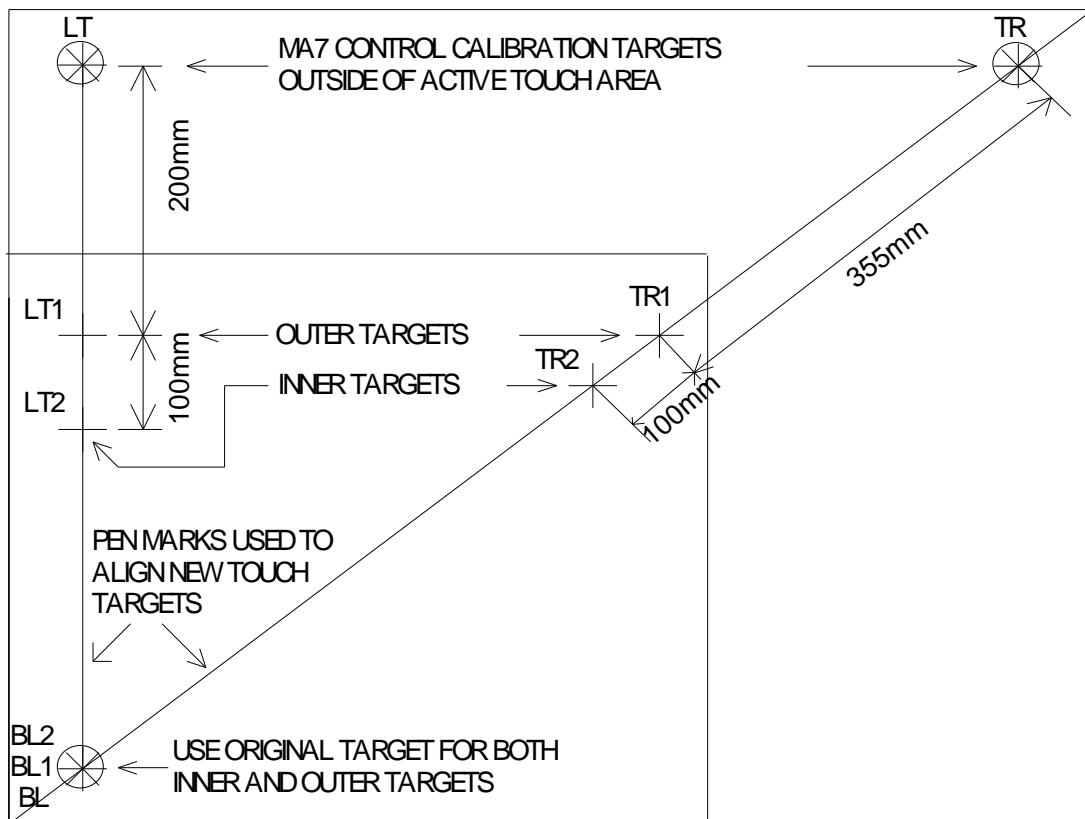 LT
TR
MA7 CONTROL CALIBRATION TARGETS
OUTSIDE OF ACTIVE TOUCH AREA
200mm
355mm
LT1
TR1
OUTER TARGETS
TR2
INNER TARGETS
LT2
100mm
100mm
PEN MARKS USED TO
ALIGN NEW TOUCH
TARGETS
BL2
BL1
BL
USE ORIGINAL TARGET FOR BOTH
INNER AND OUTER TARGETS